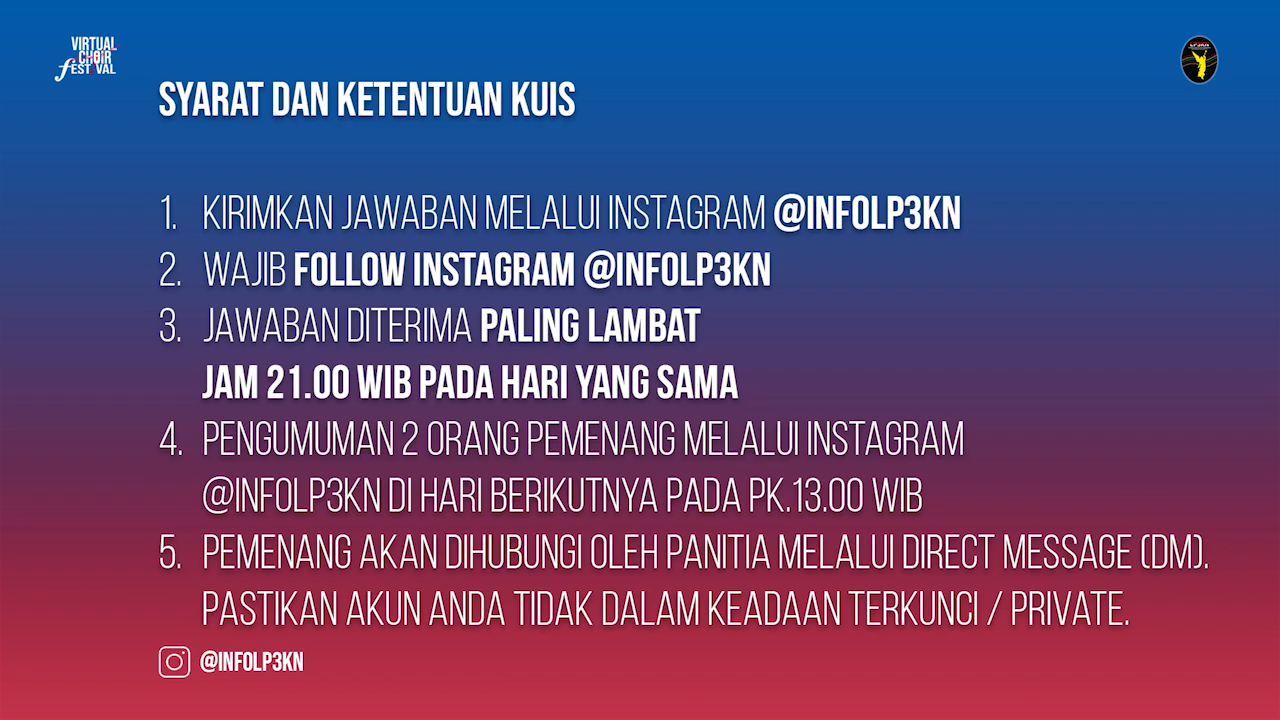 VIRTUAL
CHOIR
FESTIVAL
LP3KN
SYARAT DAN KETENTUAN KUIS
1. KIRIMKAN JAWABAN MELALUI INSTAGRAM @INFOLP3KN
2. WAJIB FOLLOW INSTAGRAM @INFOLP3KN
3. JAWABAN DITERIMA PALING LAMBAT
JAM 21.00 WIB PADA HARI YANG SAMA
4. PENGUMUMAN 2 ORANG PEMENANG MELALUI INSTAGRAM
@INFOLP3KN DI HARI BERIKUTNYA PADA PK.13.00 WIB
5. PEMENANG AKAN DIHUBUNGI OLEH PANITIA MELALUI DIRECT MESSAGE (DM).
PASTIKAN AKUN ANDA TIDAK DALAM KEADAAN TERKUNCI / PRIVATE.
@INFOLP3KN